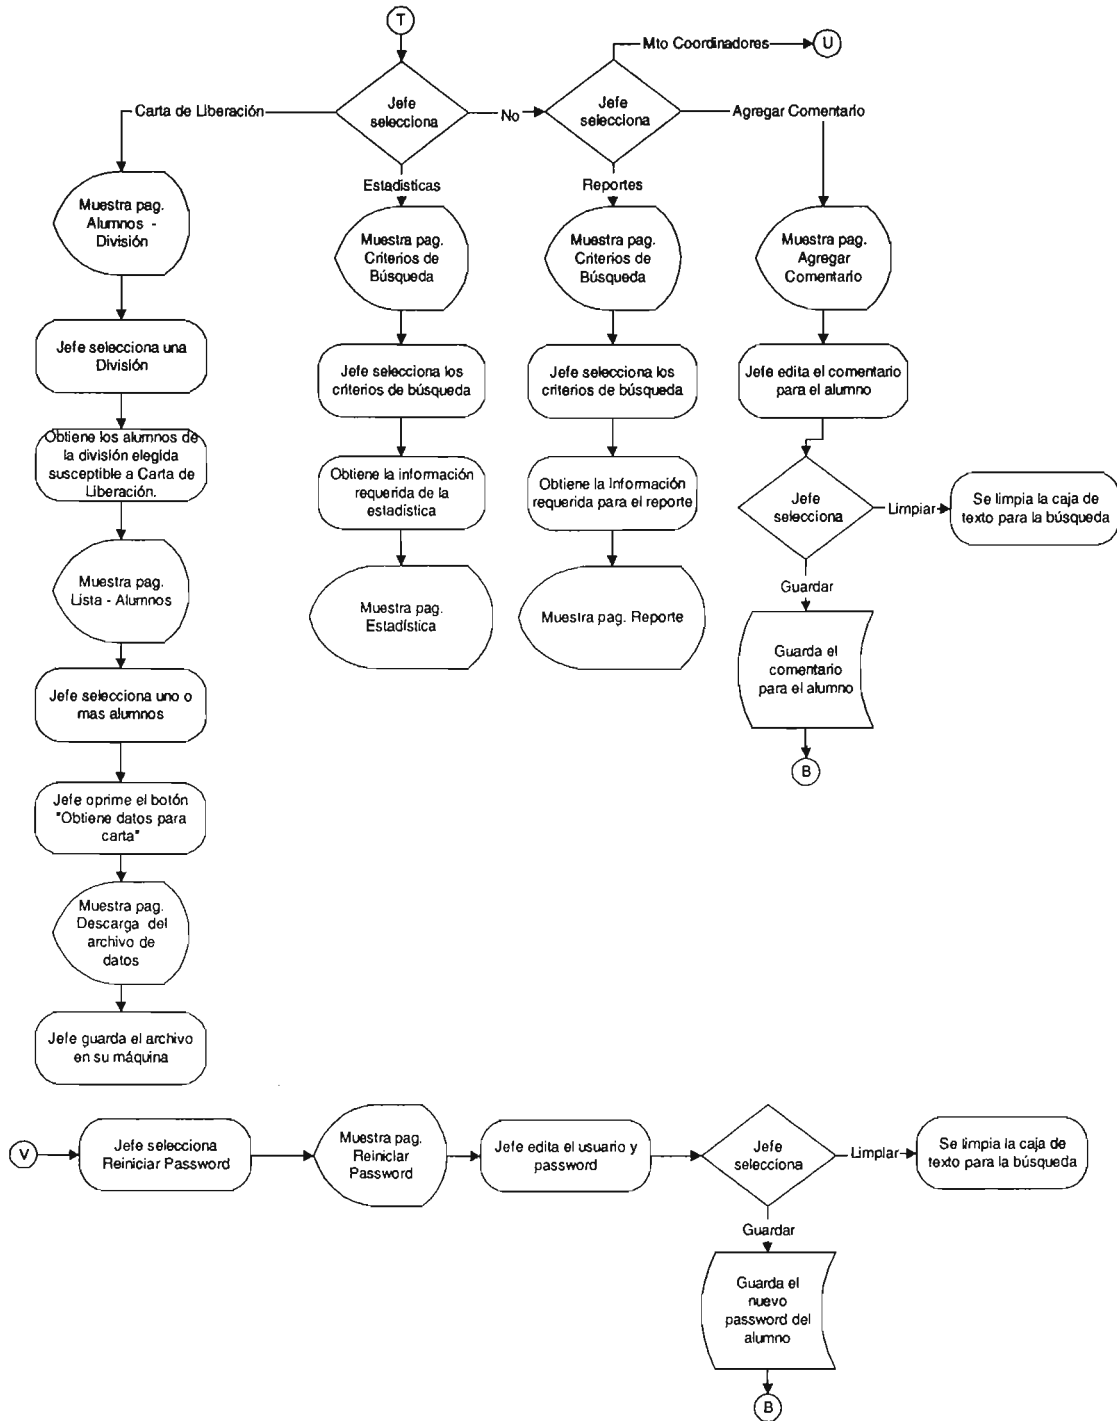 T
Mto Coordinadores
U
Carta de Liberación
Jefe
selecciona
No
Jefe
selecciona
Agregar Comentario
Estadísticas
Reportes
Muestra pag.
Alumnos -
División
Muestra pag.
Criterios de
Búsqueda
Muestra pag.
Criterios de
Búsqueda
Muestra pag.
Agregar
Comentario
Jefe selecciona una
División
Jefe selecciona los
criterios de búsqueda
Jefe selecciona los
criterios de búsqueda
Jefe edita el comentario
para el alumno
Obtiene los alumnos de
la división elegida
susceptible a Carta de
Liberación.
Obtiene la información
requerida de la
estadística
Obtiene la Información
requerida para el reporte
Jefe
selecciona
Limpiar
Se limpia la caja de
texto para la búsqueda
Guardar
Muestra pag.
Lista - Alumnos
Muestra pag.
Estadística
Muestra pag. Reporte
Guarda el
comentario
para el alumno
B
Jefe selecciona uno o
mas alumnos
Jefe oprime el botón
"Obtiene datos para
carta"
Muestra pag.
Descarga del
archivo de
datos
Jefe guarda el archivo
en su máquina
V
Jefe selecciona
Reiniciar Password
Muestra pag.
Reiniciar
Password
Jefe edita el usuario y
password
Jefe
selecciona
Limpiar
Se limpia la caja de
texto para la búsqueda
Guardar
Guarda el
nuevo
password del
alumno
B